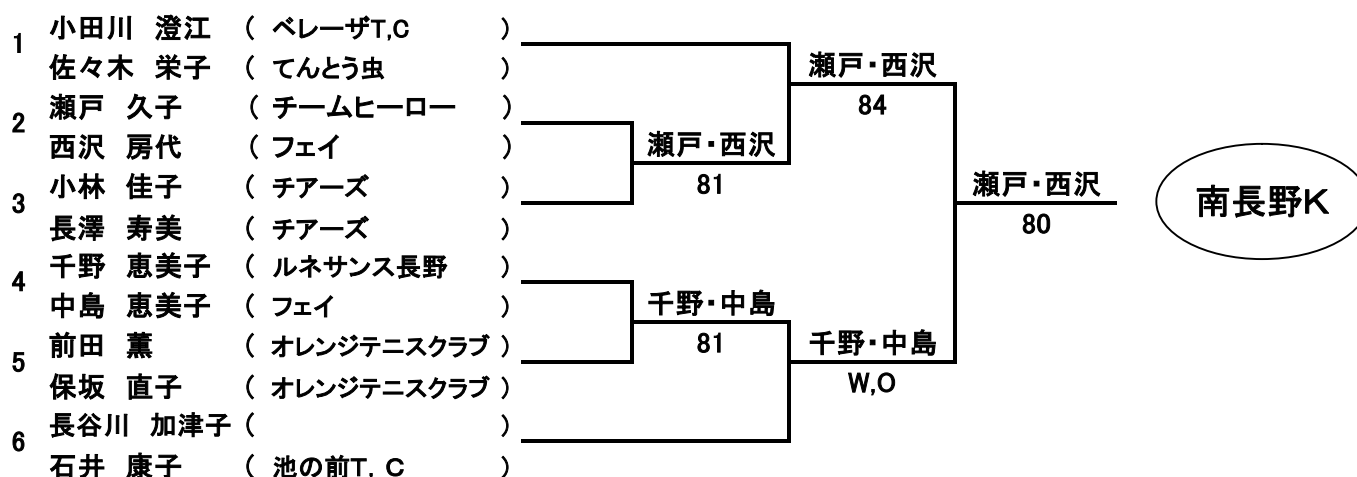 1 小田川 澄江 ( ベレーザT,C )
佐々木 栄子 ( てんとう虫 )
2 瀬戸 久子 ( チームヒーロー )
西沢 房代 ( フェイ )
3 小林 佳子 ( チアーズ )
長澤 寿美 ( チアーズ )
4 千野 恵美子 ( ルネサンス長野 )
中島 恵美子 ( フェイ )
5 前田 薫 ( オレンジテニスクラブ )
保坂 直子 ( オレンジテニスクラブ )
6 長谷川 加津子 ( )
石井 康子 ( 池の前T, C )
瀬戸・西沢
81
千野・中島
81
瀬戸・西沢
84
千野・中島
W,O
瀬戸・西沢
80
南長野K